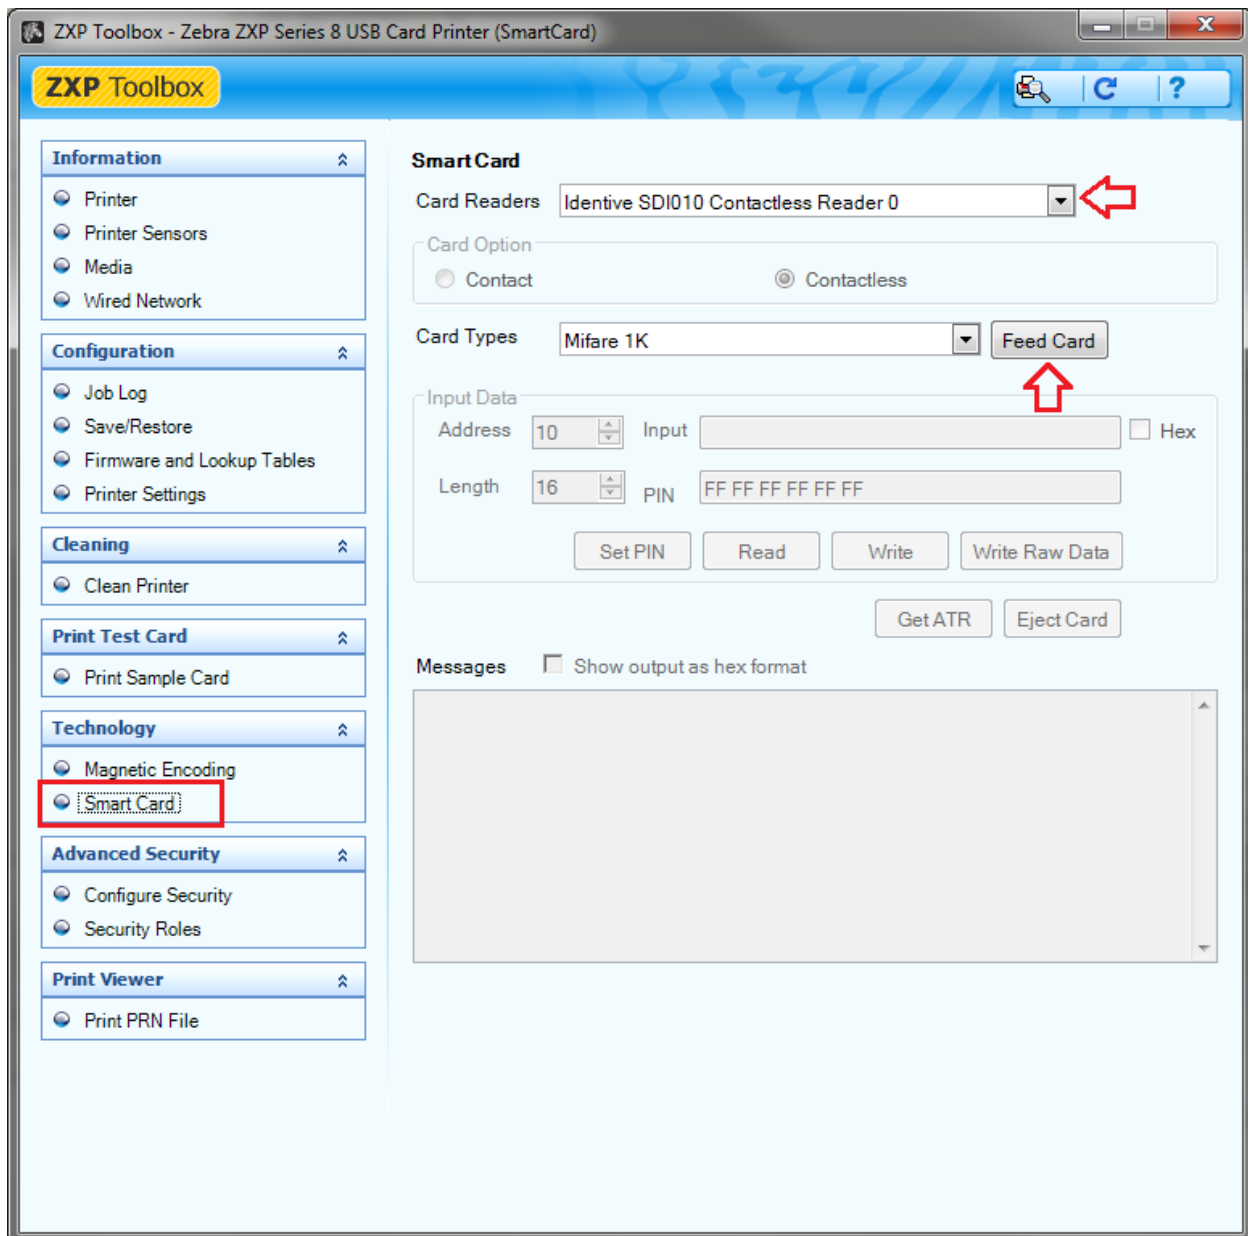 ZXP Toolbox - Zebra ZXP Series 8 USB Card Printer (SmartCard)
ZXP Toolbox
?
Information
Printer
Printer Sensors
Media
Wired Network
Configuration
Job Log
Save/Restore
Firmware and Lookup Tables
Printer Settings
Cleaning
Clean Printer
Print Test Card
Print Sample Card
Technology
Magnetic Encoding
Smart Card
Advanced Security
Configure Security
Security Roles
Print Viewer
Print PRN File
Smart Card
Card Readers Identive SDI010 Contactless Reader 0
Card Option
Contact Contactless
Card Types Mifare 1K Feed Card
Input Data
Address 10 Input Hex
Length 16 PIN FF FF FF FF FF FF
Set PIN Read Write Write Raw Data
Get ATR Eject Card
Messages Show output as hex format